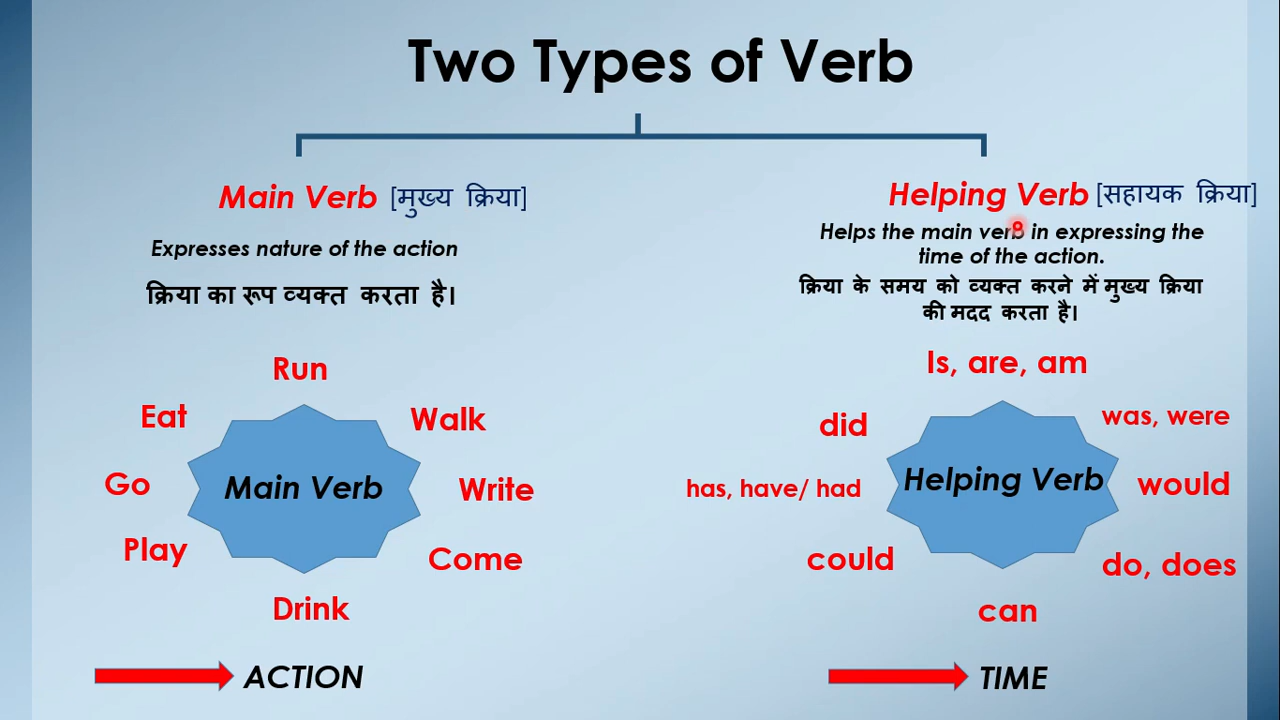 Two Types of Verb
Main Verb [मुख्य क्रिया]
Expresses nature of the action
क्रिया का रूप व्यक्त करता है।
Run
Eat
Walk
Go
Main Verb
Write
Play
Come
Drink
ACTION
Helping Verb [सहायक क्रिया]
Helps the main verb in expressing the
time of the action.
क्रिया के समय को व्यक्त करने में मुख्य क्रिया
की मदद करता है।
Is, are, am
did
was, were
has, have/ had
Helping Verb
would
could
do, does
can
TIME